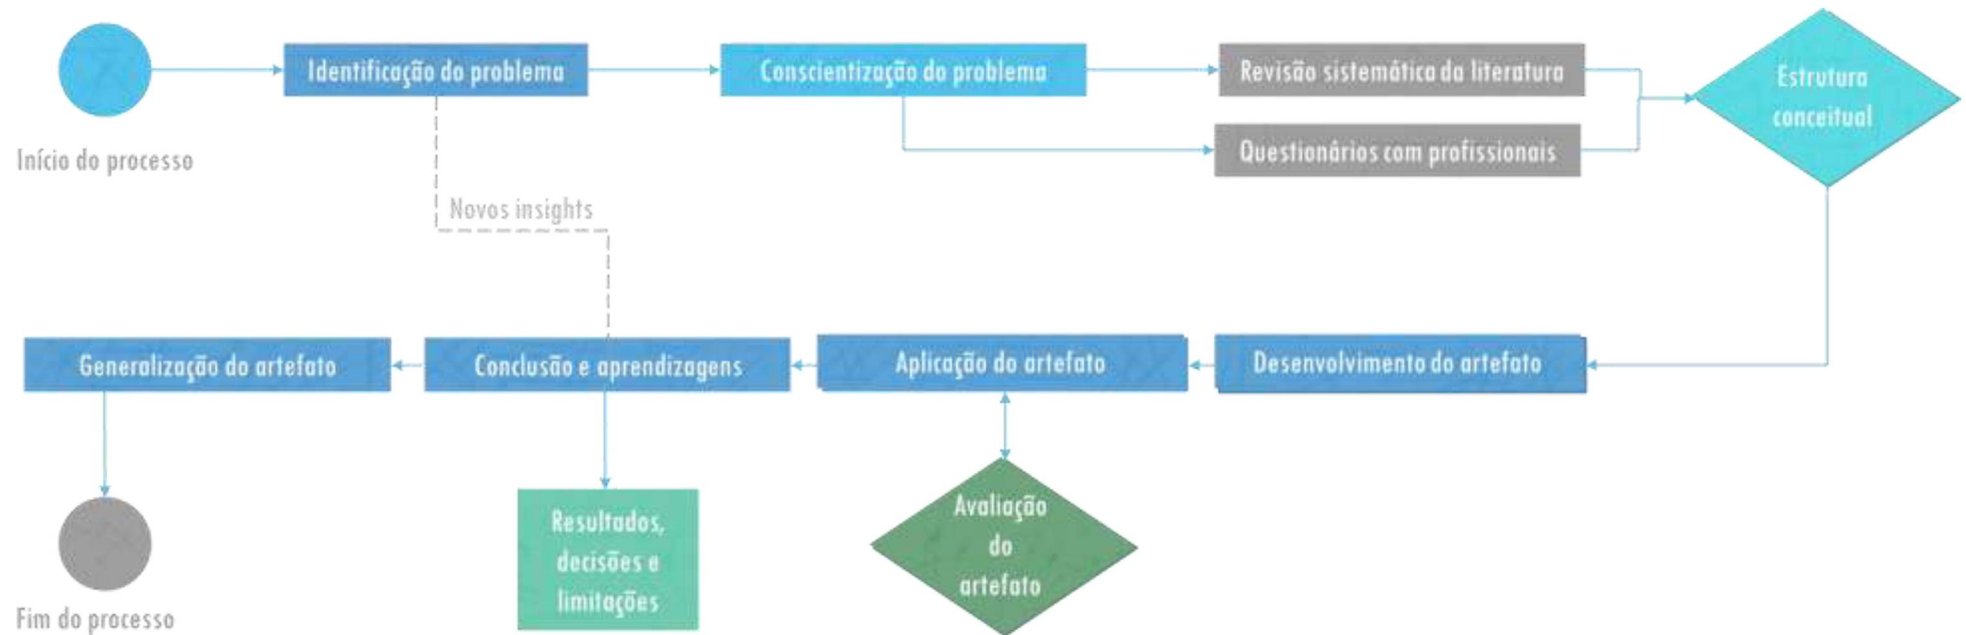 Identificação do problema
Conscientização do problema
Revisão sistemática da literatura
Estrutura
conceitual
Questionários com profissionais
Início do processo
Novos insights
Generalização do artefato
Conclusão e aprendizagens
Aplicação do artefato
Desenvolvimento do artefato
Resultados,
decisões e
limitações
Avaliação
do
artefato
Fim do processo